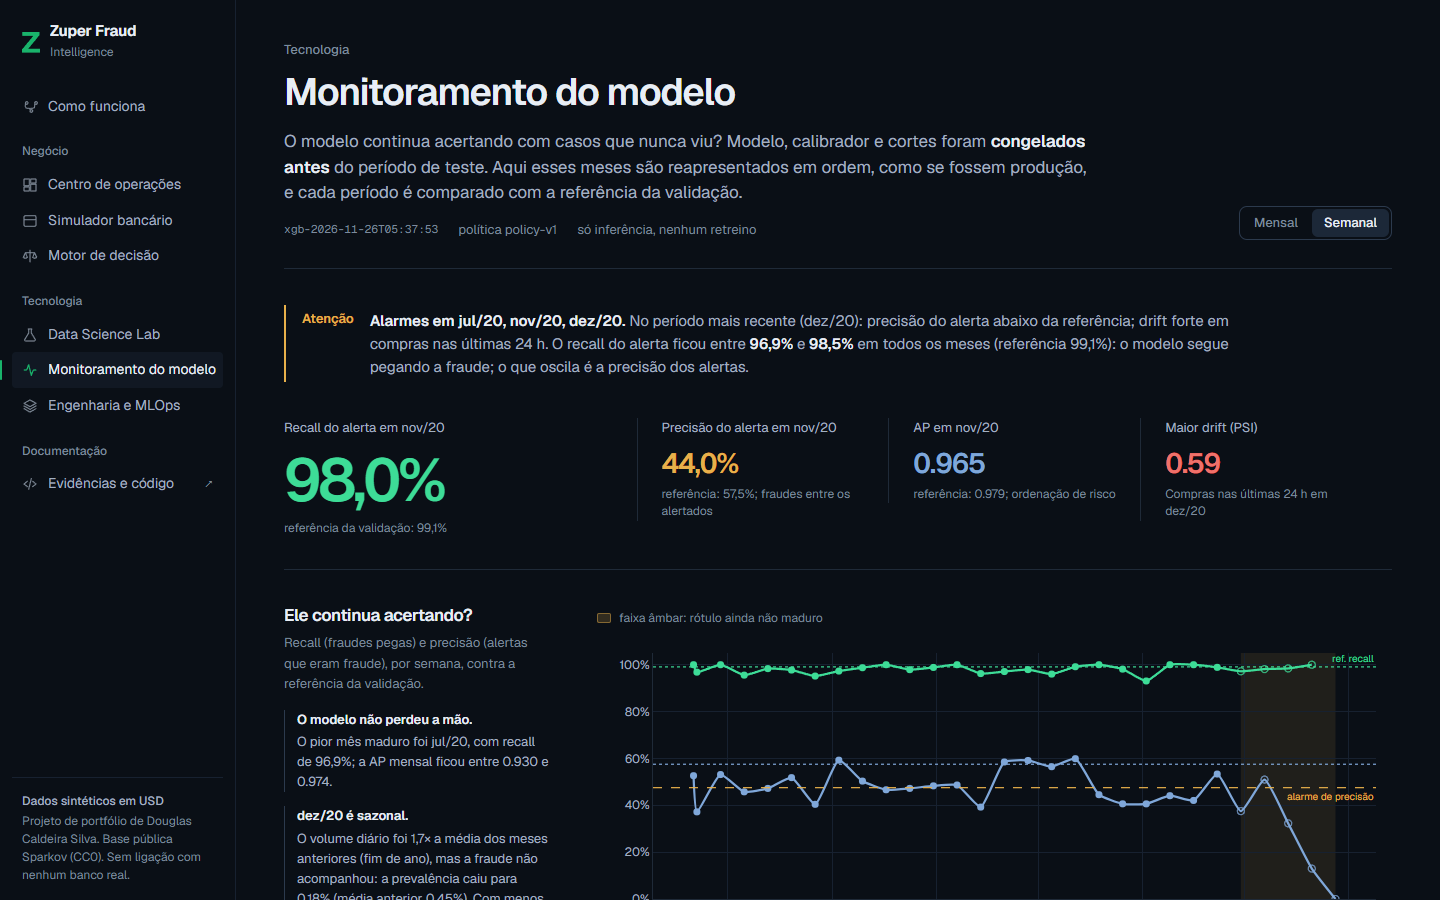 Zuper Fraud
Intelligence
Como funciona
Negócio
Centro de operações
Simulador bancário
Motor de decisão
Tecnologia
Data Science Lab
Monitoramento do modelo
Engenharia e MLOps
Documentação
Evidências e código ↗
Dados sintéticos em USD
Projeto de portfólio de Douglas
Caldeira Silva. Base pública
Sparkov (CC0). Sem ligação com
nenhum banco real.
Tecnologia
Monitoramento do modelo
O modelo continua acertando com casos que nunca viu? Modelo, calibrador e cortes foram congelados
antes do período de teste. Aqui esses meses são reapresentados em ordem, como se fossem produção,
e cada período é comparado com a referência da validação.
xgb-2026-11-26T05:37:53 política policy-v1 só inferência, nenhum retreino
Mensal Semanal
Atenção
Alarmes em jul/20, nov/20, dez/20. No período mais recente (dez/20): precisão do alerta abaixo da referência; drift forte em
compras nas últimas 24 h. O recall do alerta ficou entre 96,9% e 98,5% em todos os meses (referência 99,1%): o modelo segue
pegando a fraude; o que oscila é a precisão dos alertas.
Recall do alerta em nov/20
98,0%
referência da validação: 99,1%
Precisão do alerta em nov/20
44,0%
referência: 57,5%; fraudes entre os
alertados
AP em nov/20
0.965
referência: 0.979; ordenação de risco
Maior drift (PSI)
0.59
Compras nas últimas 24 h em
dez/20
Ele continua acertando?
Recall (fraudes pegas) e precisão (alertas
que eram fraude), por semana, contra a
referência da validação.
O modelo não perdeu a mão.
O pior mês maduro foi jul/20, com recall
de 96,9%; a AP mensal ficou entre 0.930 e
0.974.
dez/20 é sazonal.
O volume diário foi 1,7× a média dos meses
anteriores (fim de ano), mas a fraude não
acompanhou: a prevalência caiu para
0,18% (média anterior 0,45%). Com menos
faixa âmbar: rótulo ainda não maduro
100%
80%
60%
40%
20%
0%
ref. recall
alarme de precisão